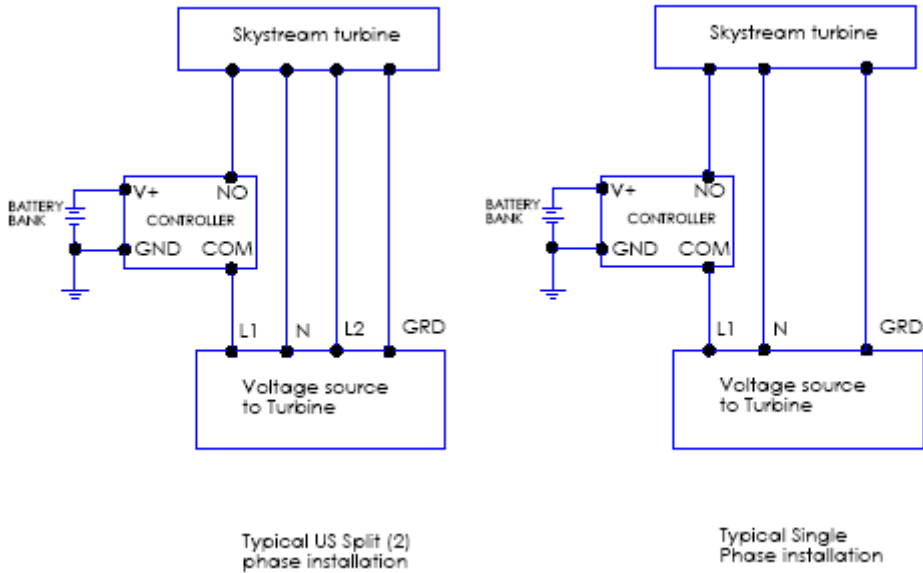 Skystream turbine
V+
NO
BATTERY
BANK
CONTROLLER
GND
COM
L1
N
L2
GRD
Voltage source
to Turbine
Typical US Split (2)
phase installation
Skystream turbine
V+
NO
BATTERY
BANK
CONTROLLER
GND
COM
L1
N
GRD
Voltage source
to Turbine
Typical Single
Phase installation